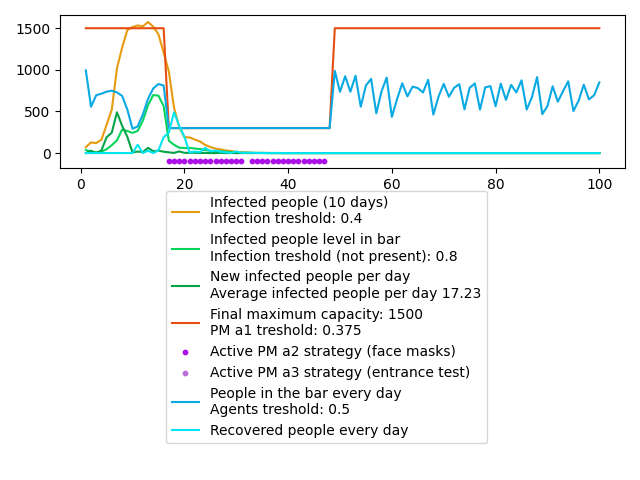 1500
1000
500
0
0
20
40
60
80
100
Infected people (10 days)
Infection treshold: 0.4
Infected people level in bar
Infection treshold (not present): 0.8
New infected people per day
Average infected people per day 17.23
Final maximum capacity: 1500
PM a1 treshold: 0.375
Active PM a2 strategy (face masks)
Active PM a3 strategy (entrance test)
People in the bar every day
Agents treshold: 0.5
Recovered people every day